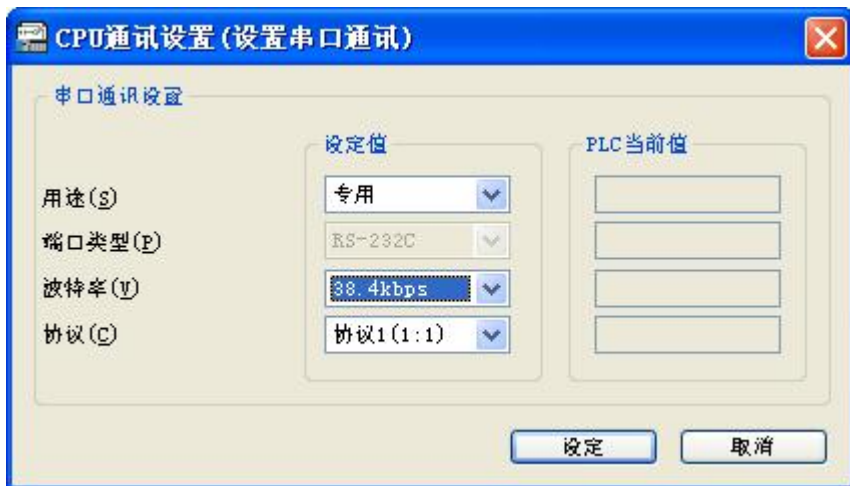 CPU通讯设置(设置串口通讯)
串口通讯设置
设定值
PLC当前值
用途(S)
专用
端口类型(P)
RS-232C
波特率(V)
38.4kbps
协议(C)
协议1(1:1)
设定
取消